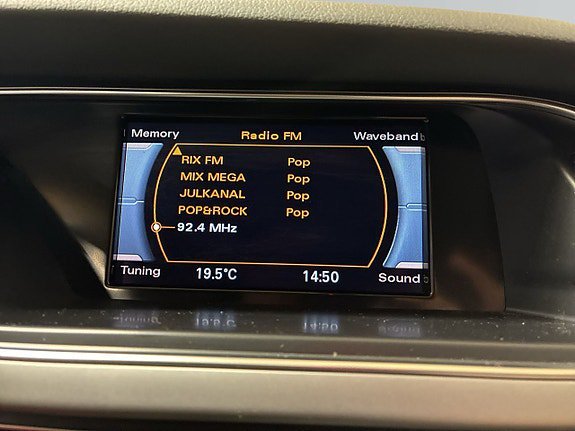 Memory Radio FM Waveband
RIX FM Pop
MIX MEGA Pop
JULKANAL Pop
POP&ROCK Pop
92.4 MHz
Tuning 19.5°C 14:50 Sound